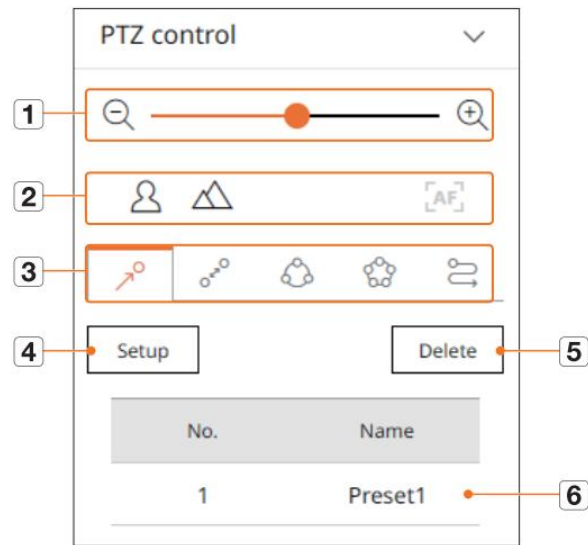 PTZ control
1
2
[AF]
3
4 Setup Delete 5
No. Name
1 Preset1 6